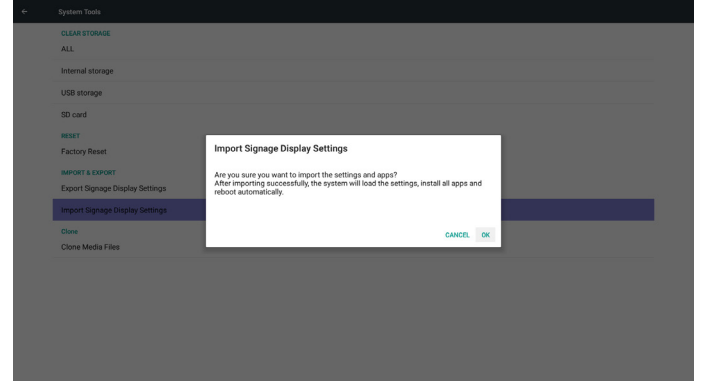 System Tools
CLEAR STORAGE
ALL
Internal storage
USB storage
SD card
RESET
Factory Reset
IMPORT & EXPORT
Export Signage Display Settings
Import Signage Display Settings
Clone
Clone Media Files
Import Signage Display Settings
Are you sure you want to import the settings and apps?
After importing successfully, the system will load the settings, install all apps and
reboot automatically.
CANCEL OK